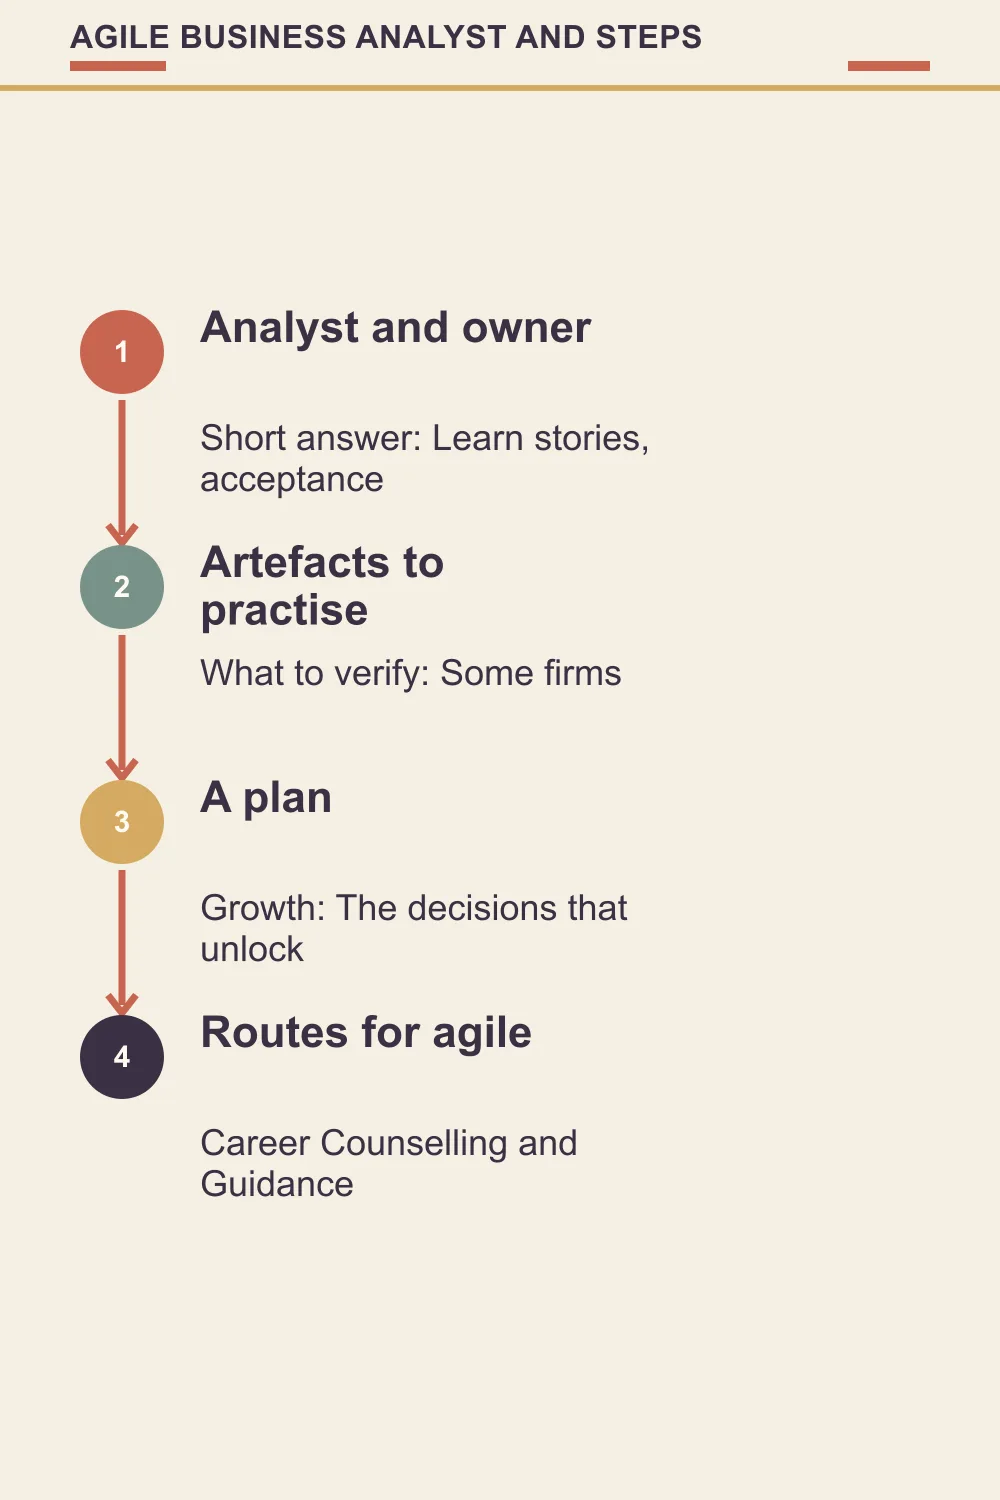 AGILE BUSINESS ANALYST AND STEPS
1
Analyst and owner
Short answer: Learn stories,
acceptance
2
Artefacts to
practise
What to verify: Some firms
3
A plan
Growth: The decisions that
unlock
4
Routes for agile
Career Counselling and
Guidance